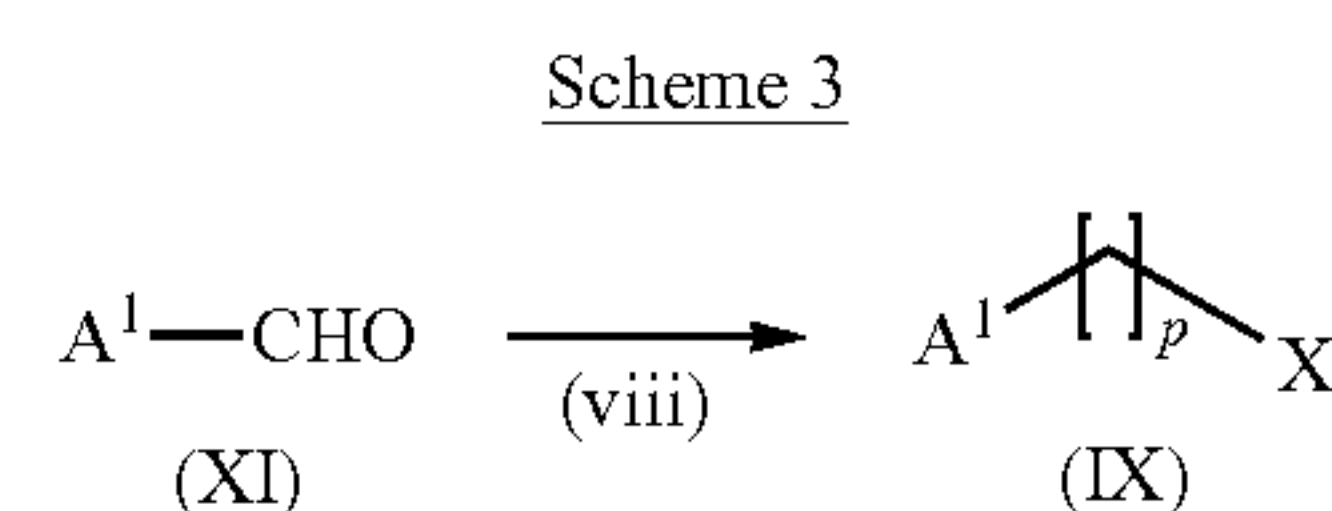 Scheme 3
A¹—CHO
(viii)
A¹ [ ]p X
(XI)
(IX)